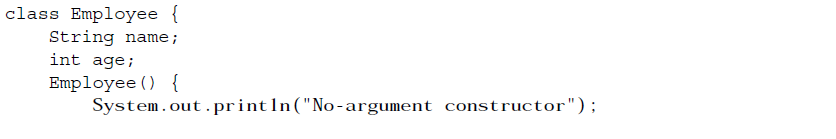 class Employee {
    String name;
    int age;
    Employee() {
        System.out.println("No-argument constructor");